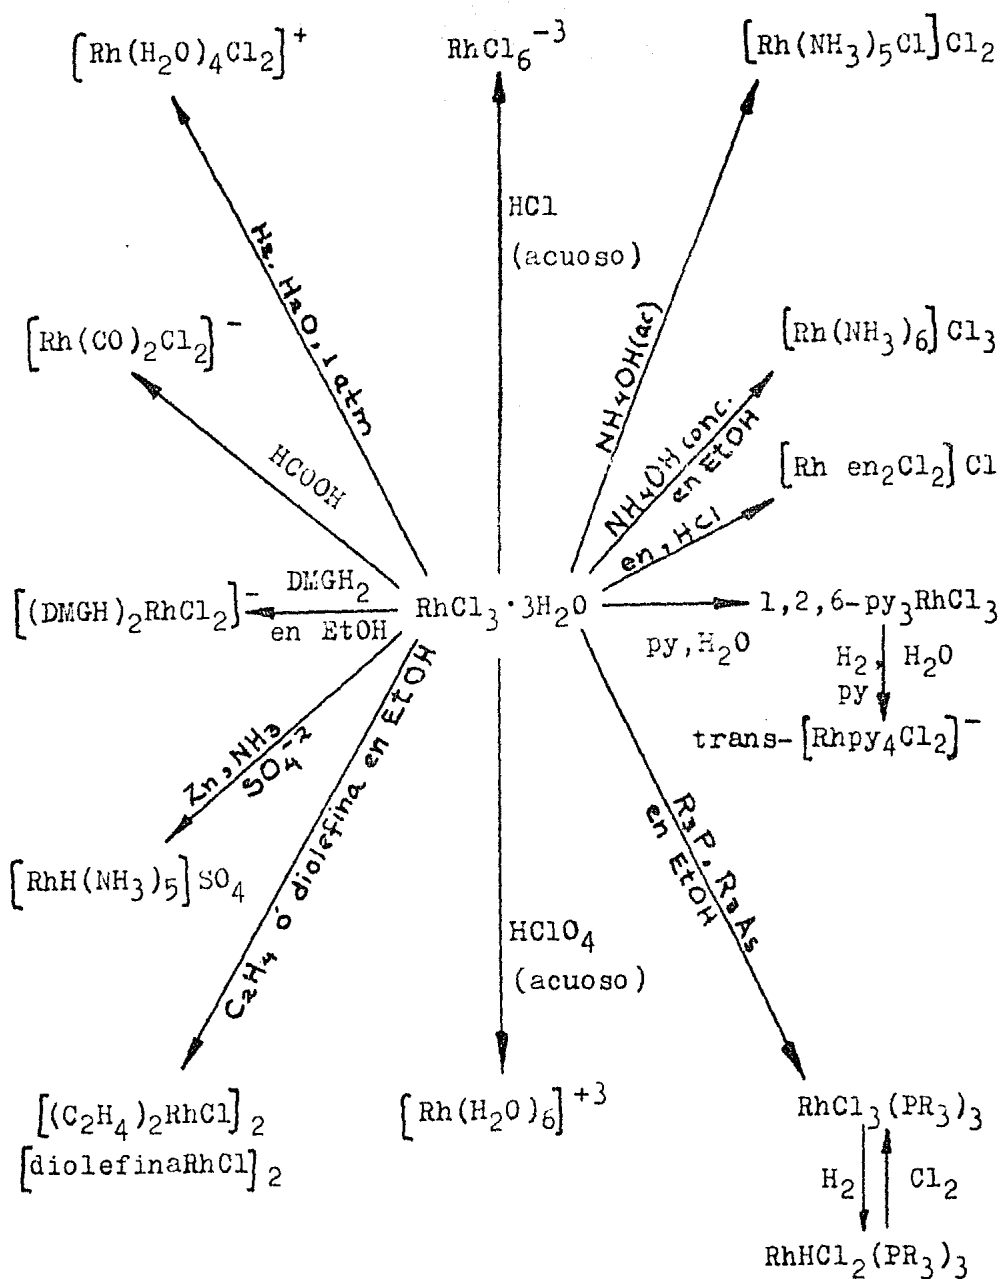 [Rh(H₂O)₄Cl₂]⁺
RhCl₆⁻³
[Rh(NH₃)₅Cl]Cl₂
HCl
(acuoso)
H₂, H₂O, 1 atm
NH₄OH(ac)
[Rh(CO)₂Cl₂]⁻
[Rh(NH₃)₆]Cl₃
HCOOH
NH₄OH conc.
en EtOH
[Rh en₂Cl₂]Cl
en, HCl
[(DMGH)₂RhCl₂]⁻
DMGH₂
en EtOH
RhCl₃·3H₂O
py, H₂O
1,2,6-py₃RhCl₃
H₂, H₂O
py
trans-[Rhpy₄Cl₂]⁻
Zn, NH₃
SO₄⁻²
[RhH(NH₃)₅]SO₄
C₂H₄ ó diolefina en EtOH
R₃P, R₃As
en EtOH
HClO₄
(acuoso)
[(C₂H₄)₂RhCl]₂
[diolefinaRhCl]₂
[Rh(H₂O)₆]⁺³
RhCl₃(PR₃)₃
H₂
Cl₂
RhHCl₂(PR₃)₃